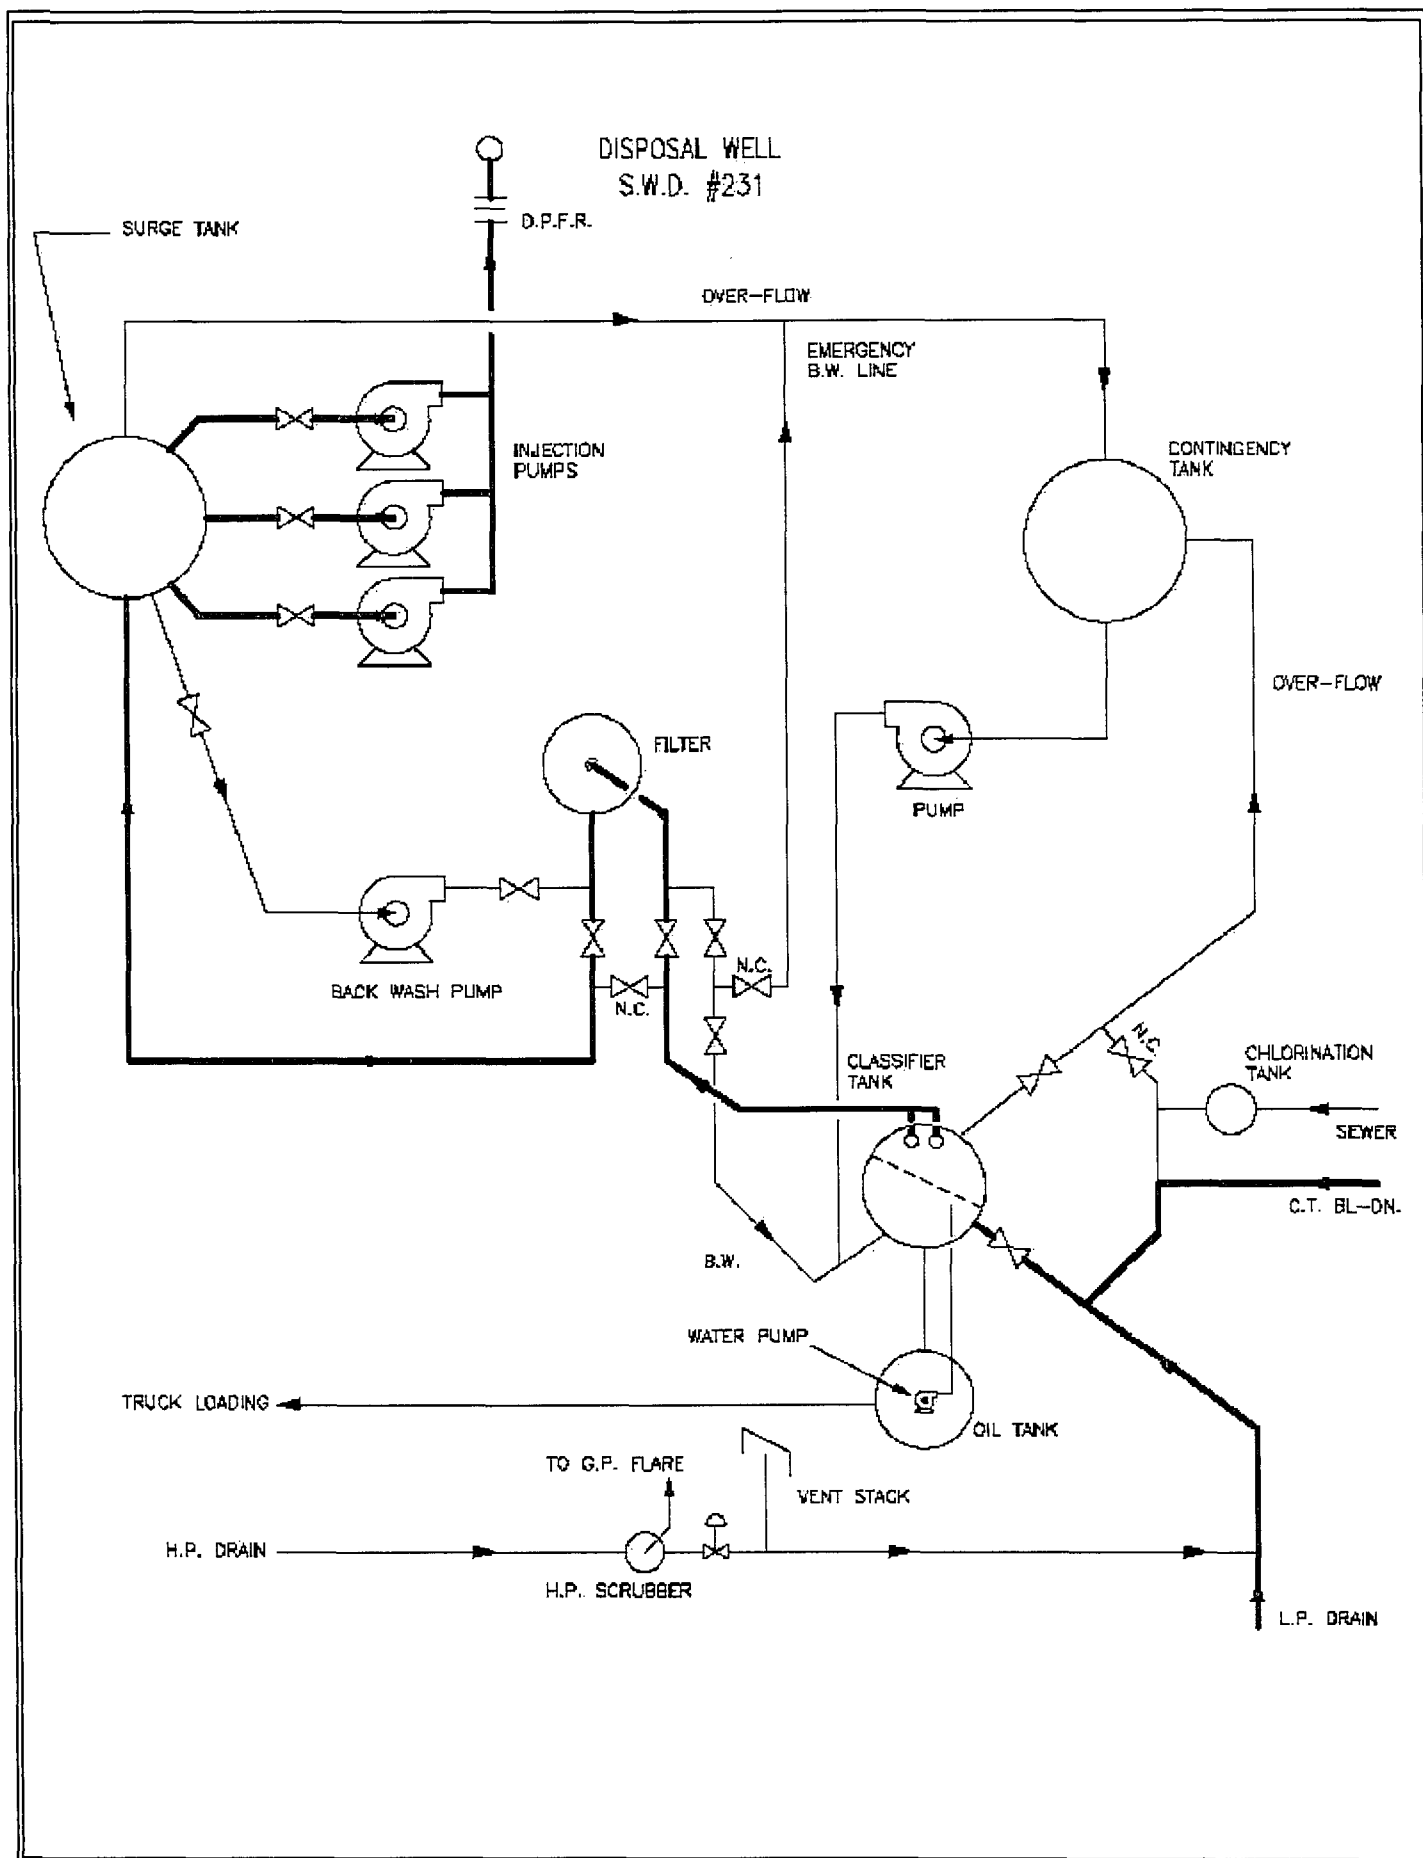 DISPOSAL WELL
S.W.D. #231
D.P.F.R.
SURGE TANK
OVER-FLOW
EMERGENCY
B.W. LINE
INJECTION
PUMPS
CONTINGENCY
TANK
OVER-FLOW
FILTER
PUMP
BACK WASH PUMP
N.C.
N.C.
N.C.
CLASSIFIER
TANK
CHLORINATION
TANK
SEWER
C.T. BL-DN.
B.W.
WATER PUMP
TRUCK LOADING
OIL TANK
TO G.P. FLARE
VENT STACK
H.P. DRAIN
H.P. SCRUBBER
L.P. DRAIN